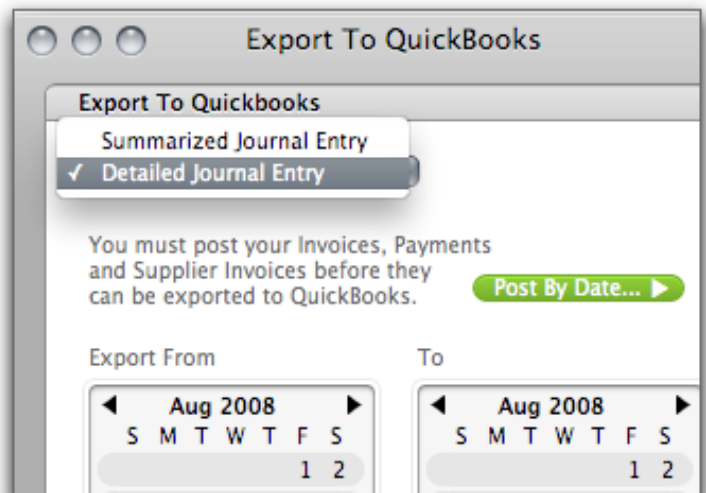 Export To QuickBooks
Export To Quickbooks
Summarized Journal Entry
✓ Detailed Journal Entry
You must post your Invoices, Payments
and Supplier Invoices before they
can be exported to QuickBooks.
Post By Date...
Export From
To
Aug 2008
S M T W T F S
1 2
Aug 2008
S M T W T F S
1 2